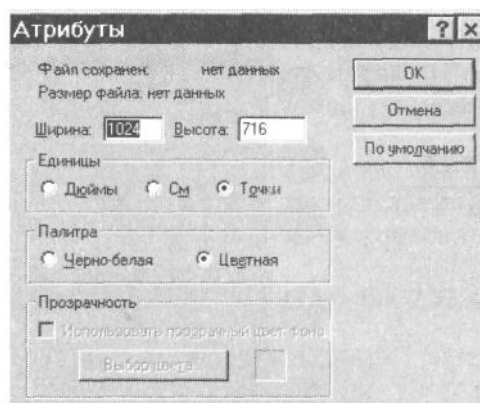 Атрибуты
Файл сохранен: нет данных
Размер файла: нет данных
Ширина: 1024 Высота: 716
Единицы
Дюймы См Точки
Палитра
Черно-белая Цветная
Прозрачность
Использовать прозрачный цвет фона
Выбор цвета
OK
Отмена
По умолчанию